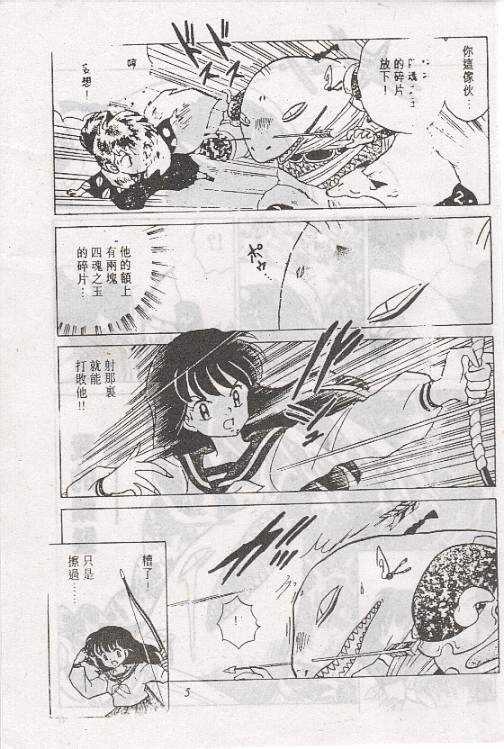 你這傢伙…
的碎片
放下！
妄想！
他的額上
有兩塊
四魂之玉
的碎片…
射那裏
就能
打敗他!!
糟了！
只是
擦過……
5